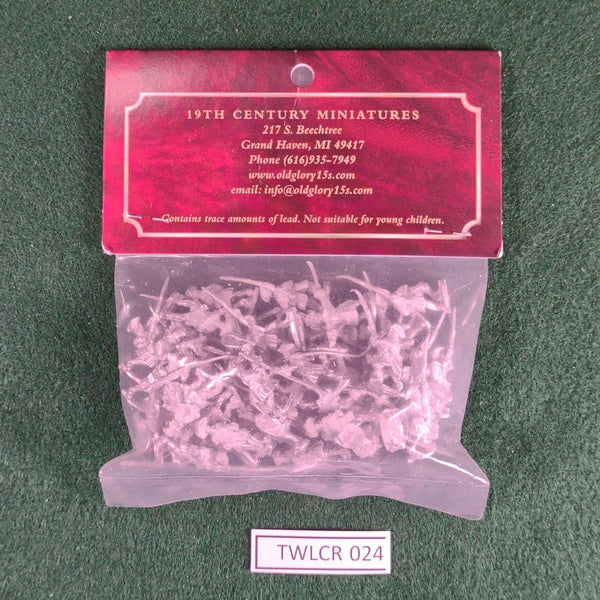 19TH CENTURY MINIATURES
217 S. Beechtree
Grand Haven, MI 49417
Phone (616)935-7949
www.oldglory15s.com
email: info@oldglory15s.com
Contains trace amounts of lead. Not suitable for young children.
TWLCR 024